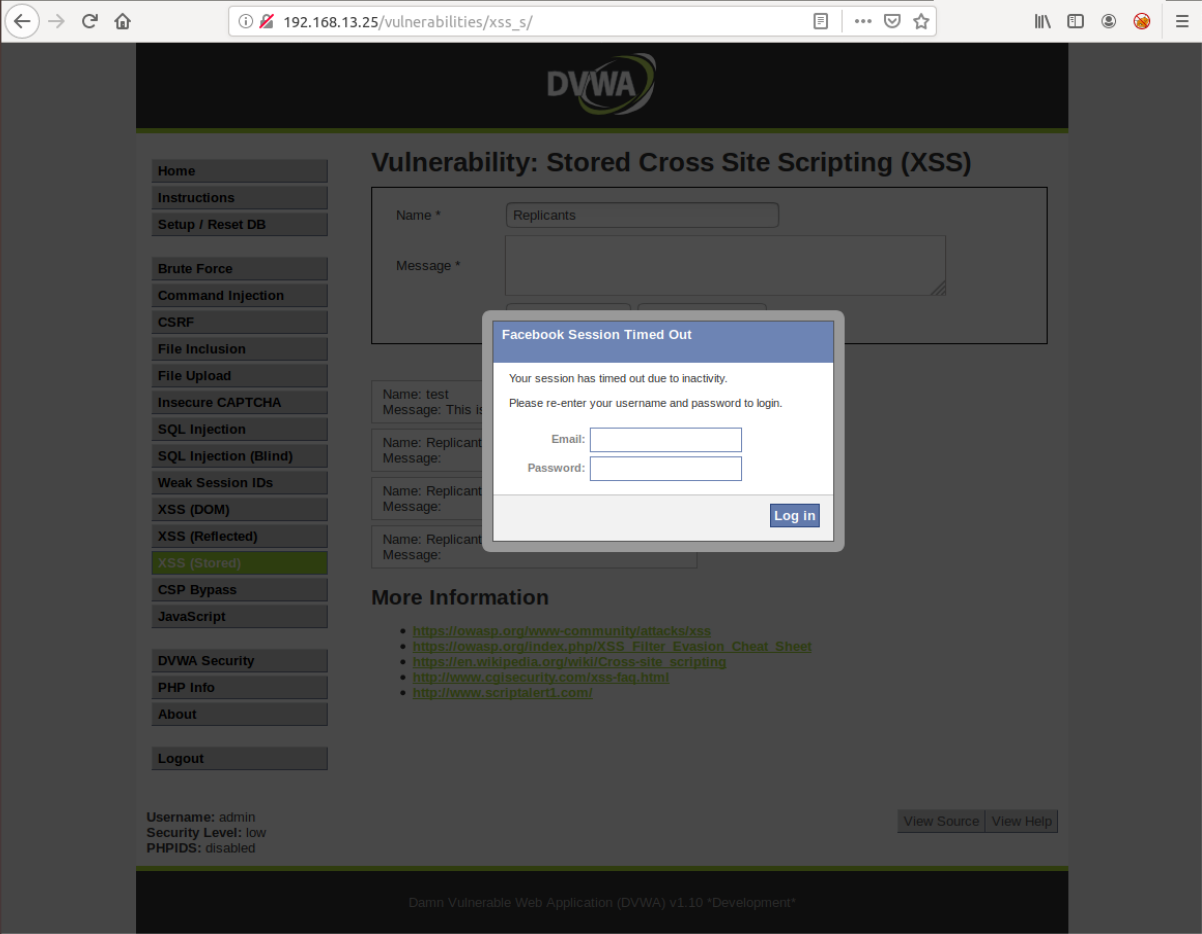 192.168.13.25/vulnerabilities/xss_s/
DVWA
Home
Instructions
Setup / Reset DB
Brute Force
Command Injection
CSRF
File Inclusion
File Upload
Insecure CAPTCHA
SQL Injection
SQL Injection (Blind)
Weak Session IDs
XSS (DOM)
XSS (Reflected)
XSS (Stored)
CSP Bypass
JavaScript
DVWA Security
PHP Info
About
Logout
Vulnerability: Stored Cross Site Scripting (XSS)
Name * Replicants
Message *
Facebook Session Timed Out
Your session has timed out due to inactivity.
Please re-enter your username and password to login.
Email:
Password:
Log in
Name: test
Message: This is
Name: Replicant
Message:
Name: Replicant
Message:
Name: Replicant
Message:
More Information
https://owasp.org/www-community/attacks/xss
https://owasp.org/index.php/XSS_Filter_Evasion_Cheat_Sheet
https://en.wikipedia.org/wiki/Cross-site_scripting
http://www.cgisecurity.com/xss-faq.html
http://www.scriptalert1.com/
Username: admin
Security Level: low
PHPIDS: disabled
View Source View Help
Damn Vulnerable Web Application (DVWA) v1.10 *Development*